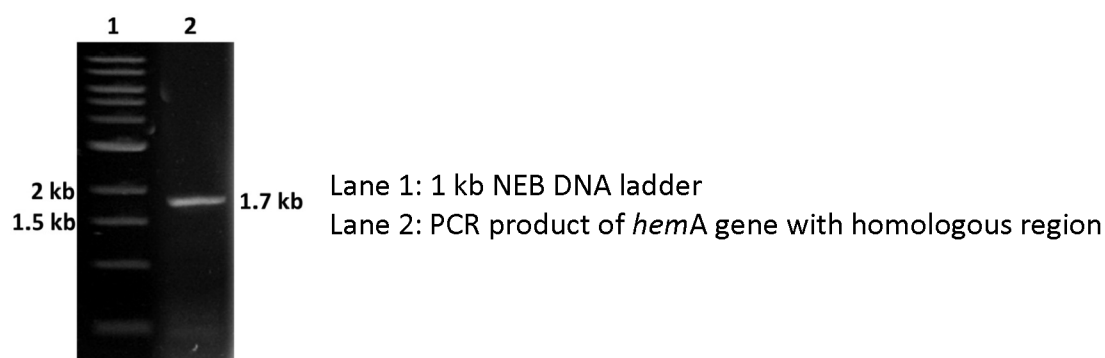 1 2
2 kb
1.7 kb
1.5 kb
Lane 1: 1 kb NEB DNA ladder
Lane 2: PCR product of hemA gene with homologous region